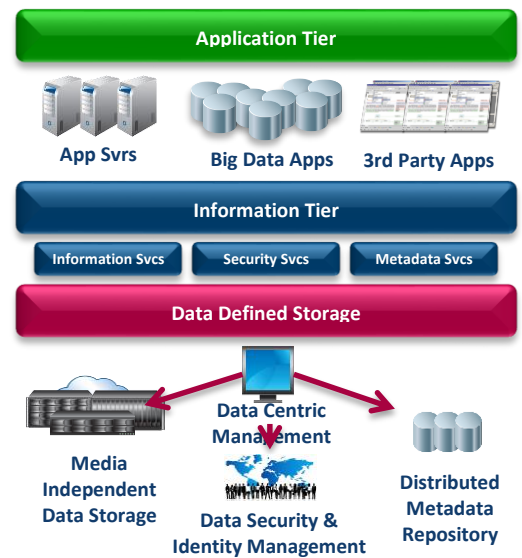 Application Tier
App Svrs
Big Data Apps
3rd Party Apps
Information Tier
Information Svcs
Security Svcs
Metadata Svcs
Data Defined Storage
Data Centric
Management
Media
Independent
Data Storage
Data Security &
Identity Management
Distributed
Metadata
Repository